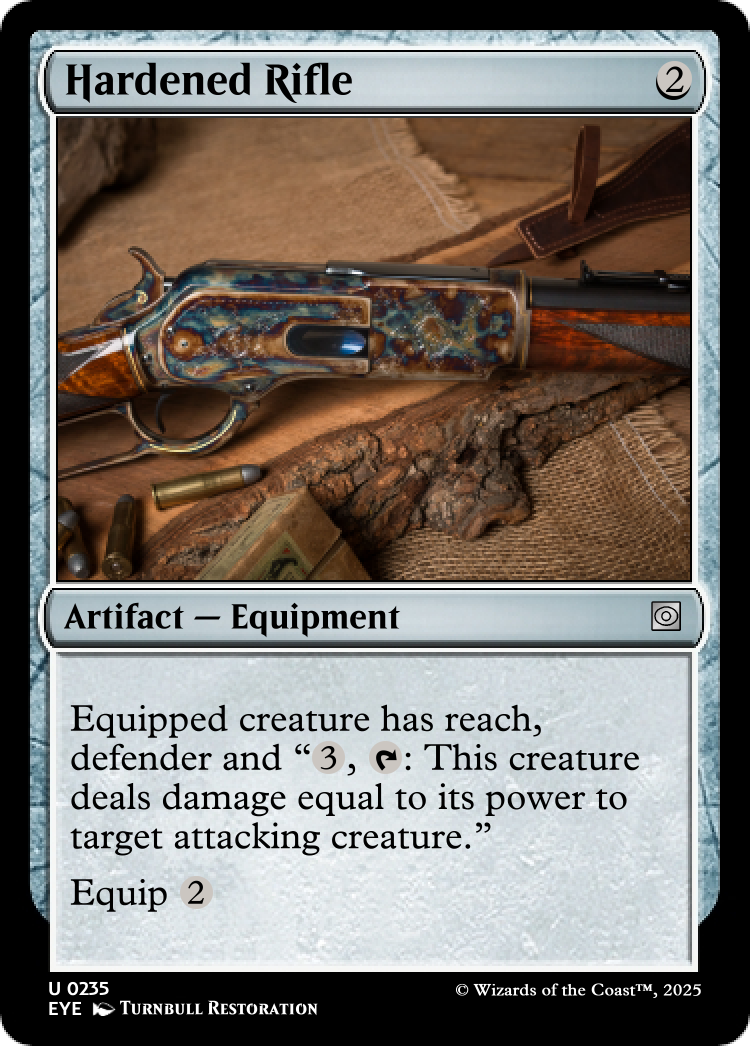 Hardened Rifle 2
Artifact — Equipment
Equipped creature has reach,
defender and “3, T: This creature
deals damage equal to its power to
target attacking creature.”
Equip 2
U 0235
EYE Turnbull Restoration
© Wizards of the Coast™, 2025